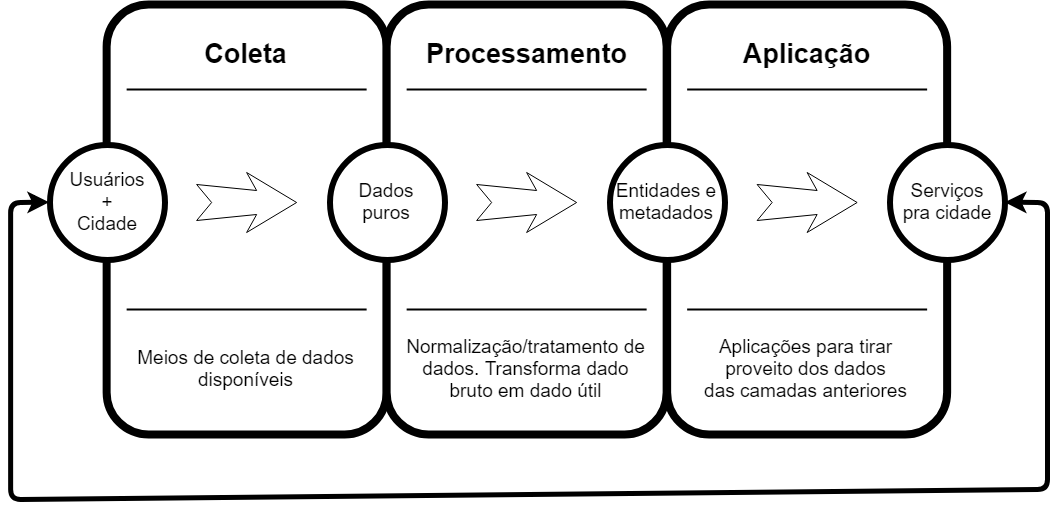 Coleta
Processamento
Aplicação
Usuários
+
Cidade
Dados
puros
Entidades e
metadados
Serviços
pra cidade
Meios de coleta de dados
disponíveis
Normalização/tratamento de
dados. Transforma dado
bruto em dado útil
Aplicações para tirar
proveito dos dados
das camadas anteriores